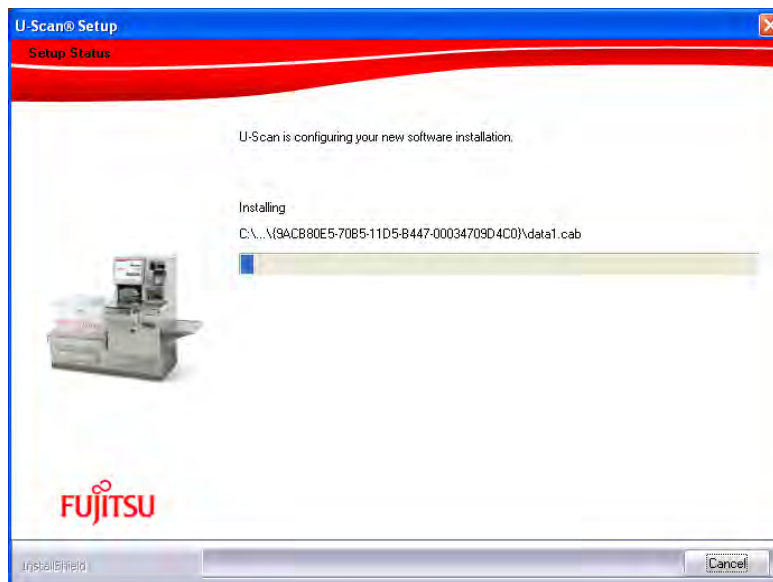 U-Scan® Setup
Setup Status
U-Scan is configuring your new software installation.
Installing
C:\...\{9ACB80E5-70B5-11D5-B447-00034709D4C0}\data1.cab
FUJITSU
InstallShield
Cancel